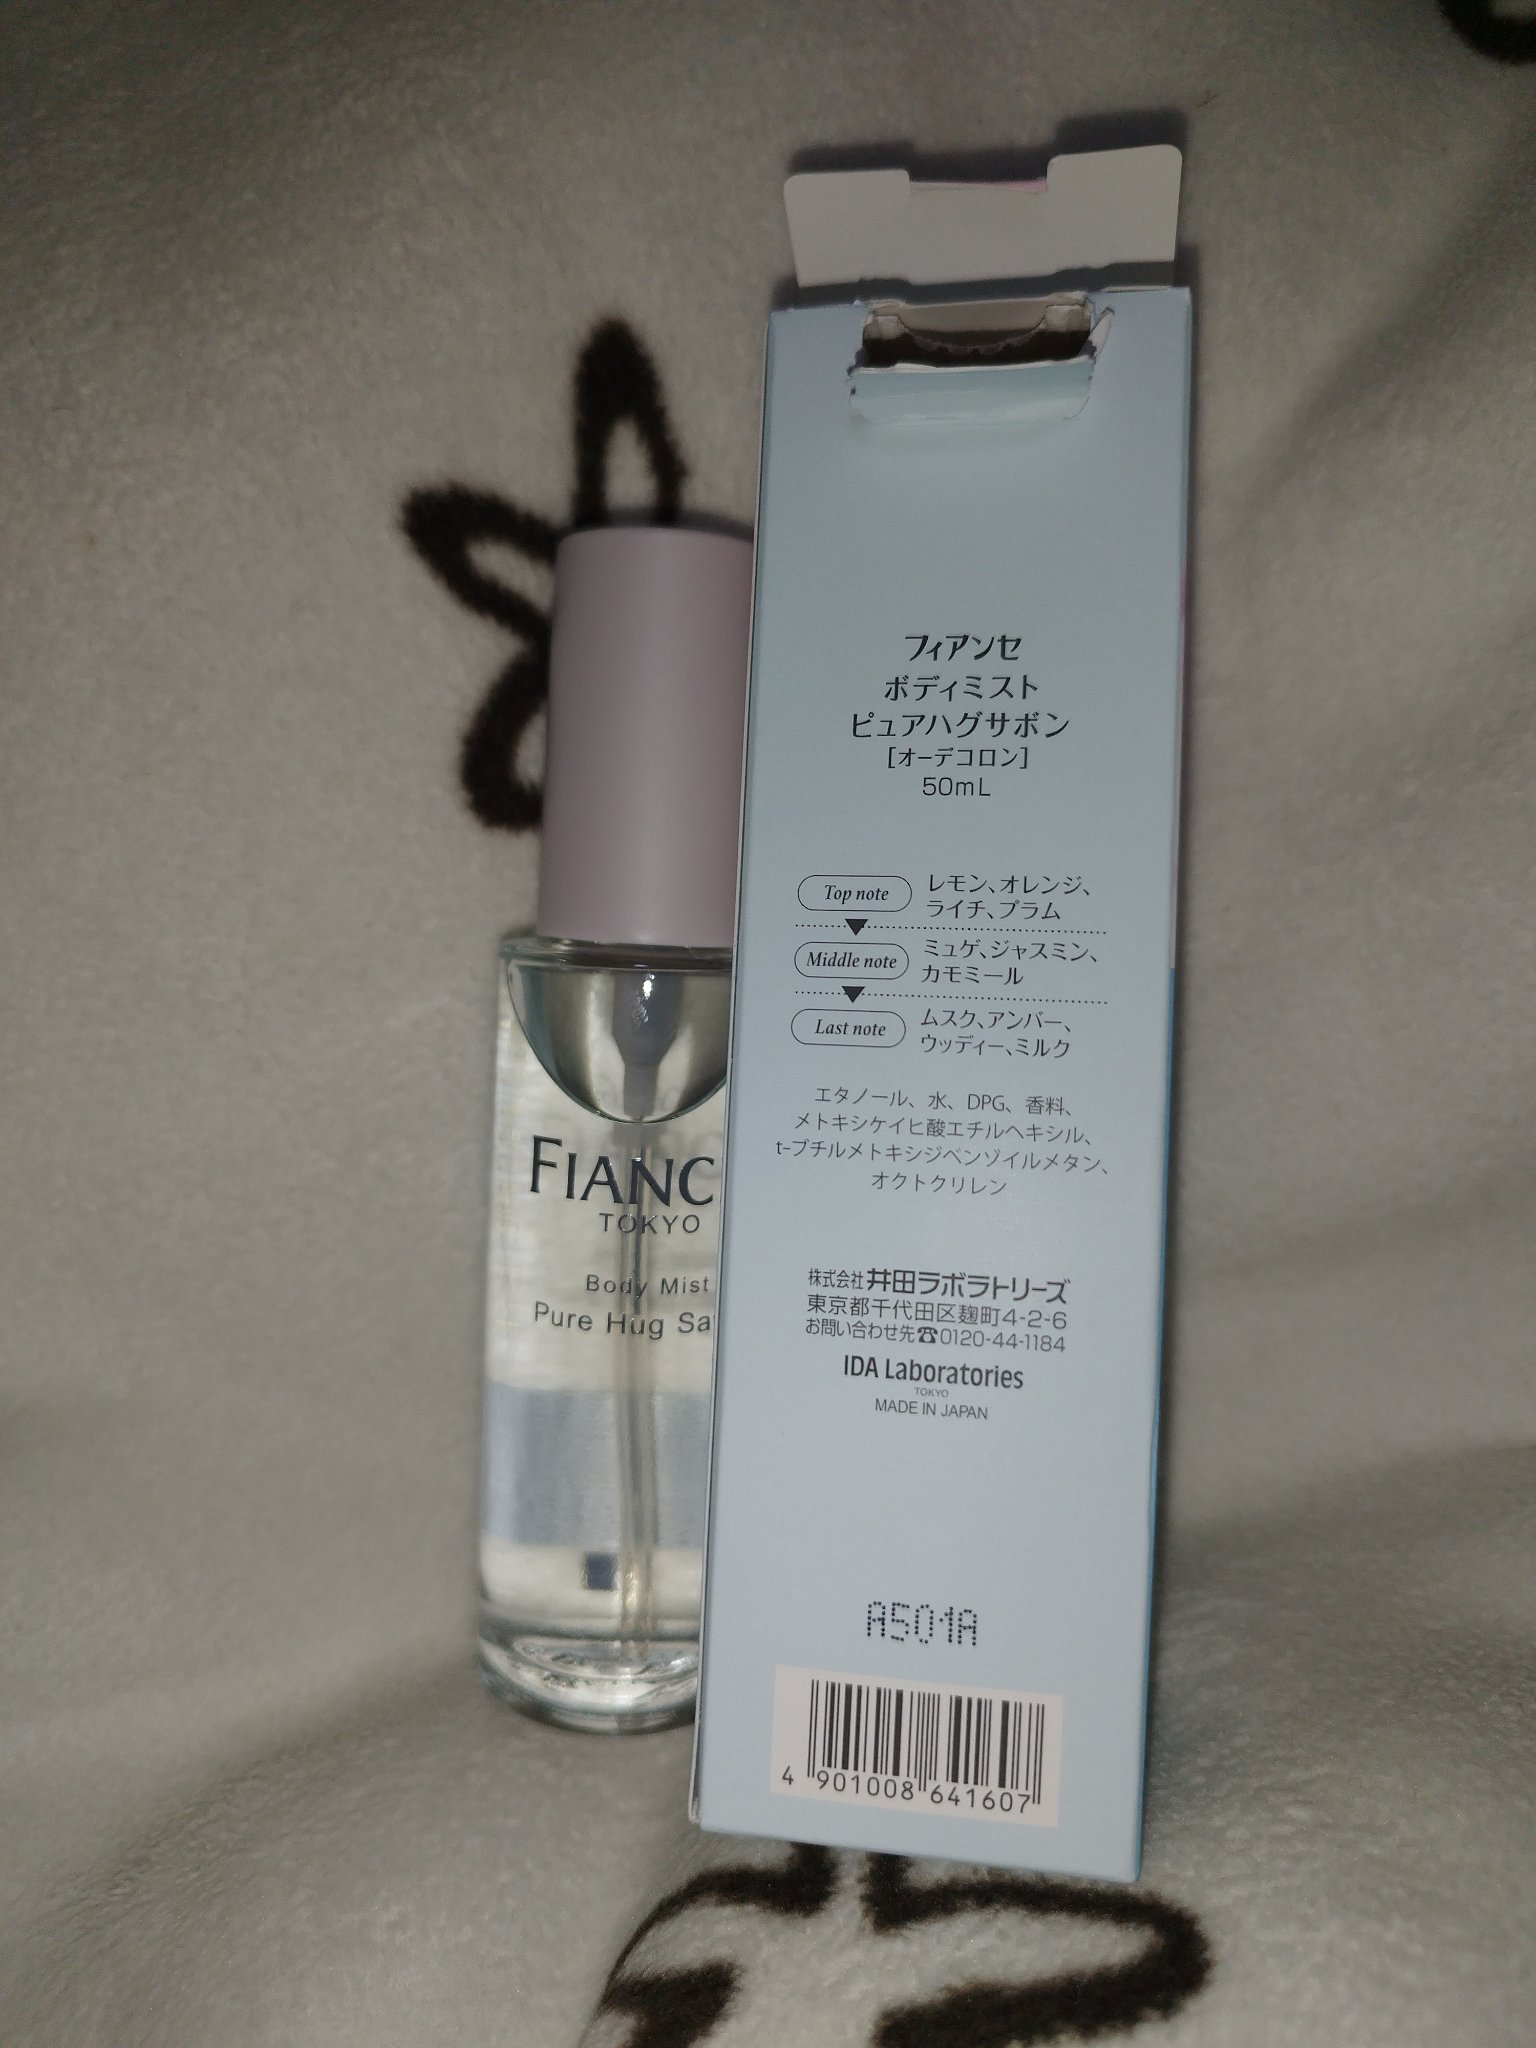 FIANC
TOKYO
Body Mist
Pure Hug Sa
フィアンセ
ボディミスト
ピュアハグサボン
[オーデコロン]
50mL
Top note レモン、オレンジ、
ライチ、プラム
Middle note ミュゲ、ジャスミン、
カモミール
Last note ムスク、アンバー、
ウッディー、ミルク
エタノール、水、DPG、香料、
メトキシケイヒ酸エチルヘキシル、
t-ブチルメトキシジベンゾイルメタン、
オクトクリレン
株式会社井田ラボラトリーズ
東京都千代田区麹町4-2-6
お問い合わせ先☎0120-44-1184
IDA Laboratories
TOKYO
MADE IN JAPAN
A501A
4 901008 641607